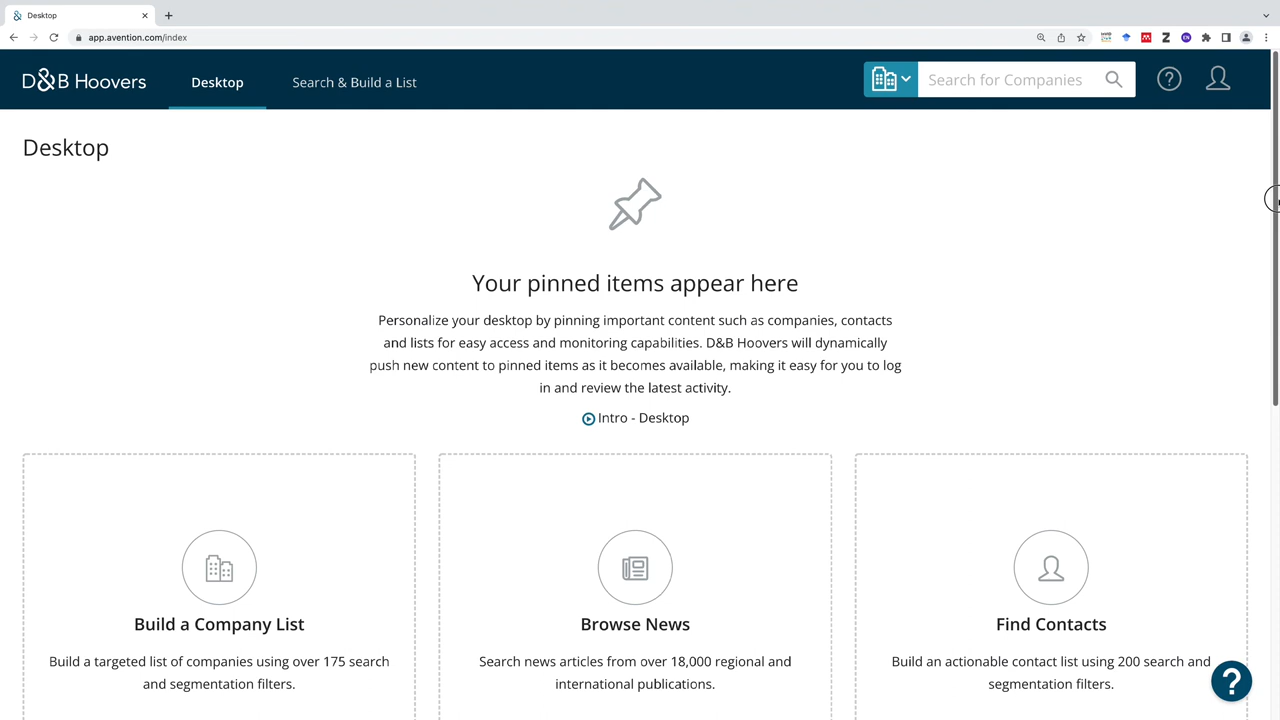 Desktop
app.avention.com/index
D&B Hoovers
Desktop
Search & Build a List
Search for Companies
Desktop
Your pinned items appear here
Personalize your desktop by pinning important content such as companies, contacts
and lists for easy access and monitoring capabilities. D&B Hoovers will dynamically
push new content to pinned items as it becomes available, making it easy for you to log
in and review the latest activity.
Intro - Desktop
Build a Company List
Build a targeted list of companies using over 175 search
and segmentation filters.
Browse News
Search news articles from over 18,000 regional and
international publications.
Find Contacts
Build an actionable contact list using 200 search and
segmentation filters.